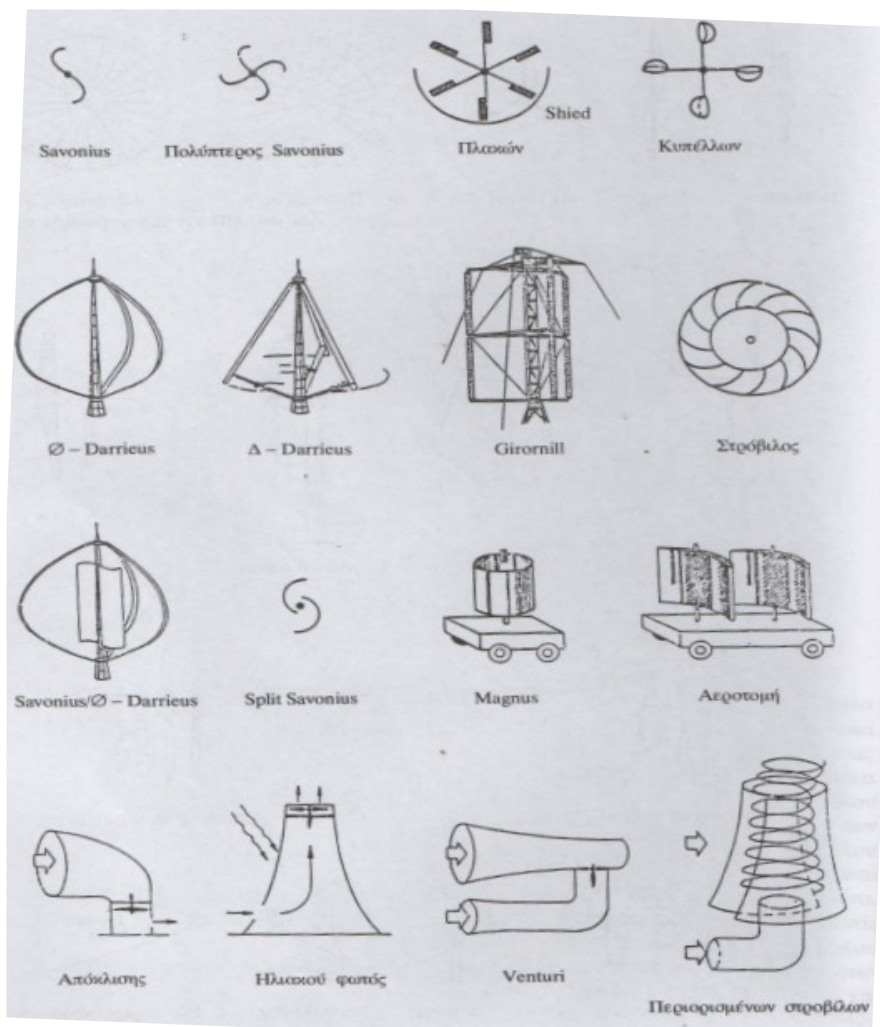 Savonius
Πολύπτερος Savonius
Πλακών
Shied
Κυπέλλων
Ø – Darrieus
Δ – Darrieus
Girornill
Στρόβιλος
Savonius/Ø – Darrieus
Split Savonius
Magnus
Αεροτομή
Απόκλισης
Ηλιακού φωτός
Venturi
Περιορισμένων στροβίλων